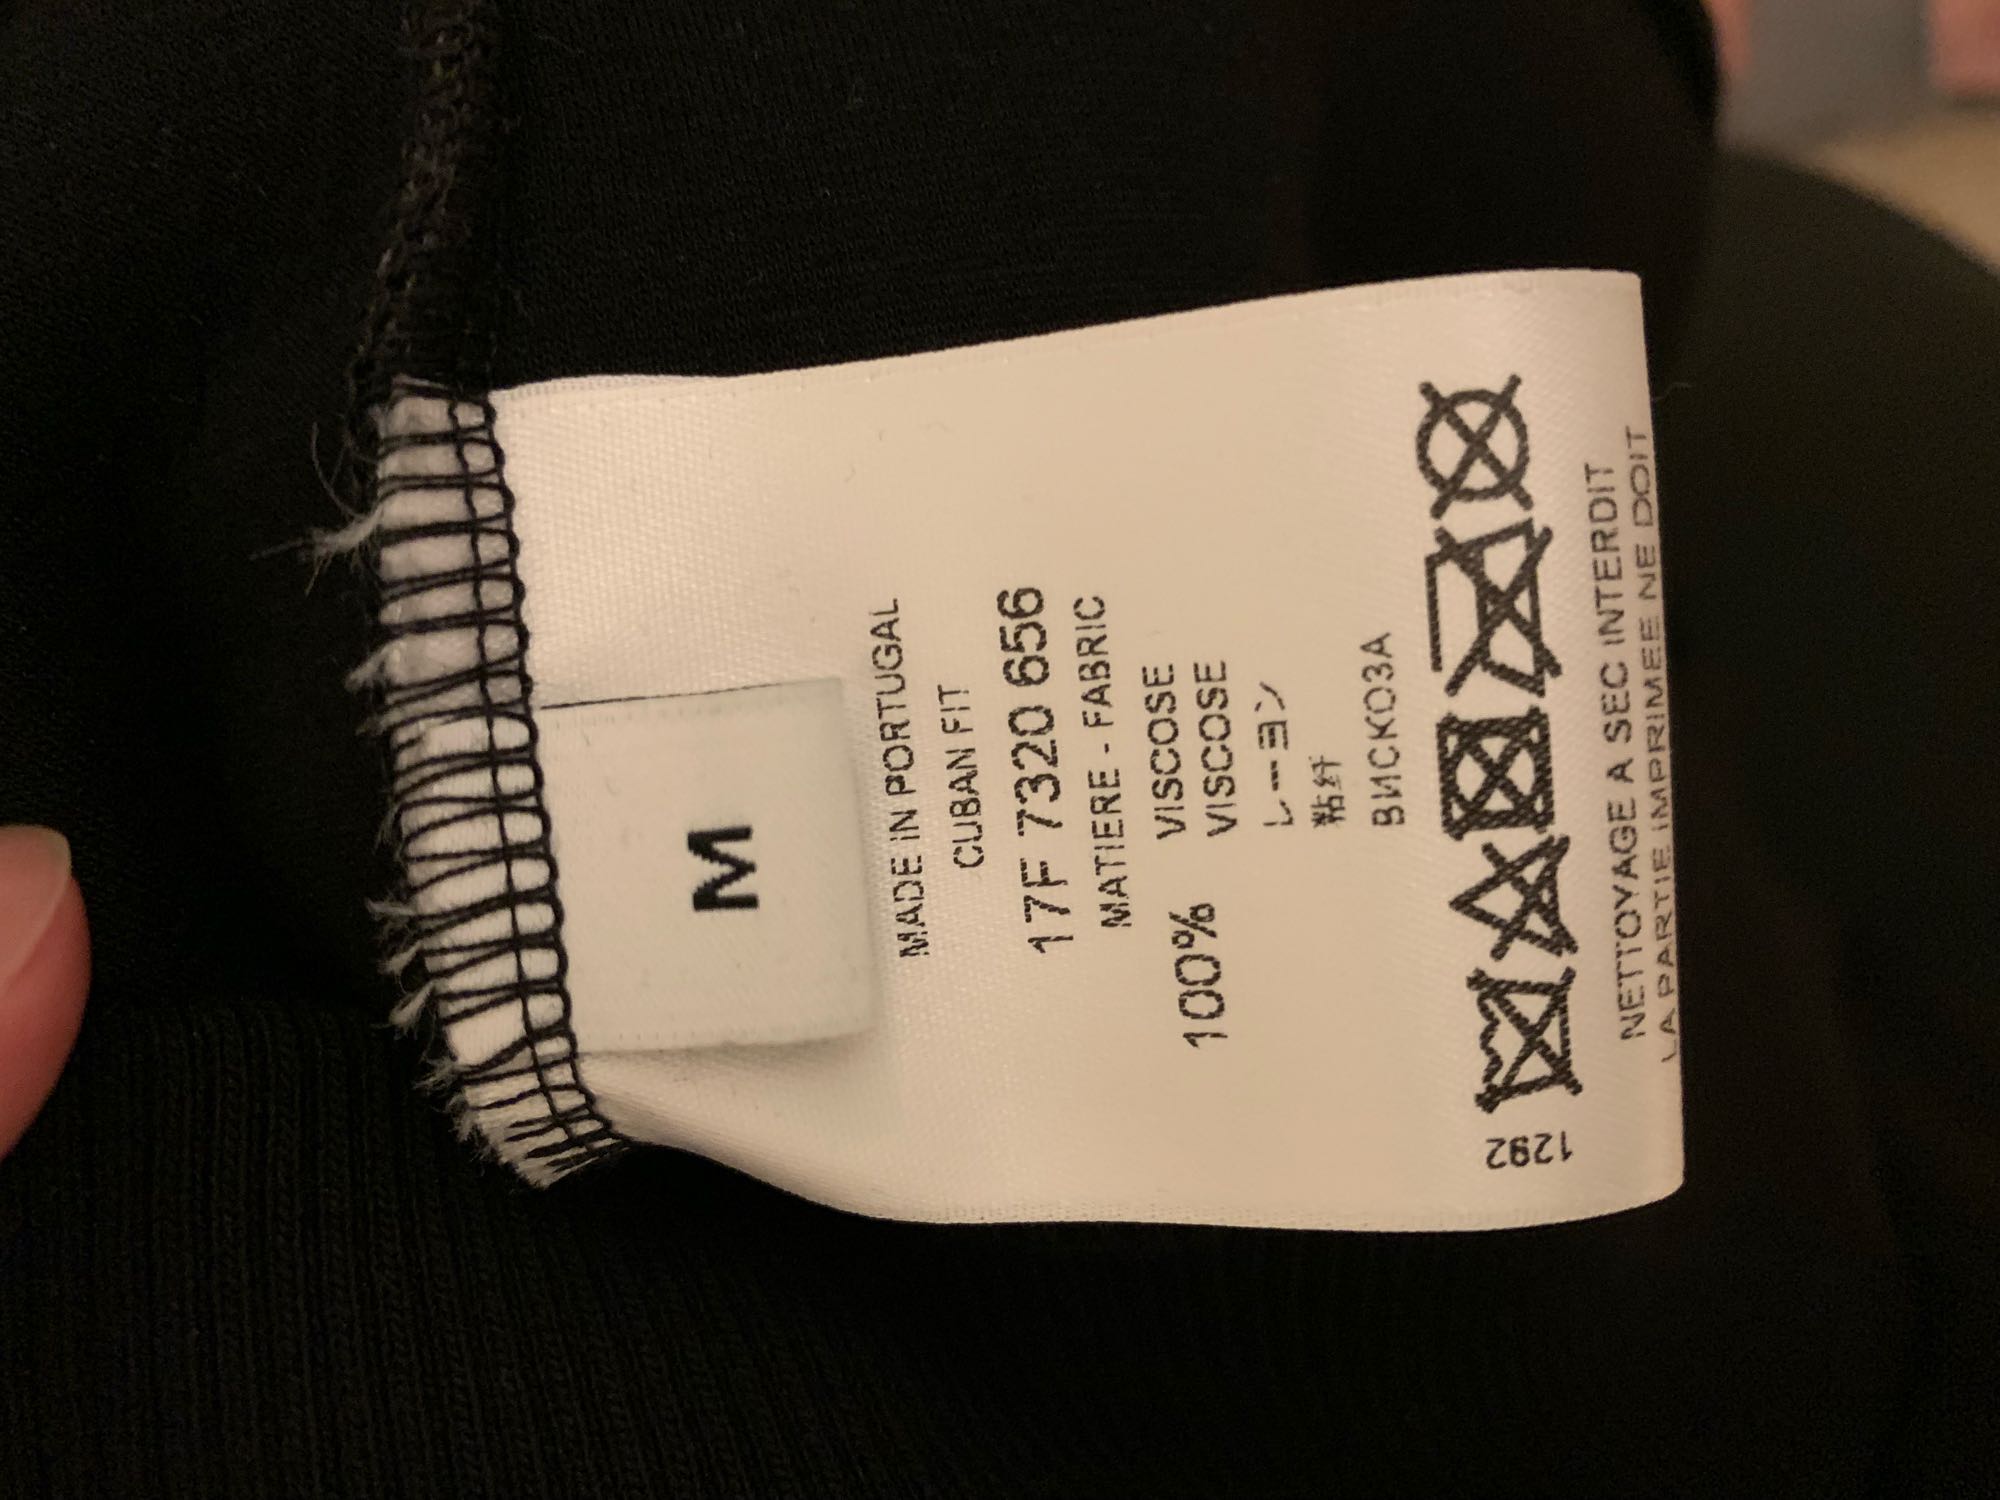 M
MADE IN PORTUGAL
CUBAN FIT
17F 7320 656
MATIERE - FABRIC
100% VISCOSE
VISCOSE
レーヨン
粘纤
ВИСКОЗА
1292
NETTOYAGE A SEC INTERDIT
LA PARTIE IMPRIMEE NE DOIT